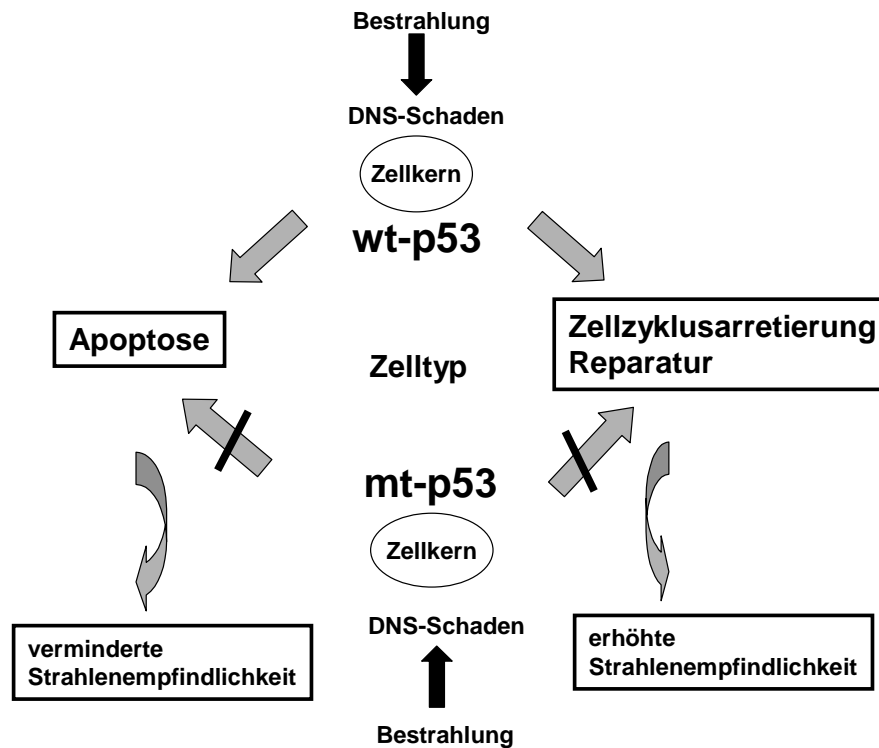 Bestrahlung
DNS-Schaden
Zellkern
wt-p53
Apoptose
Zelltyp
Zellzyklusarretierung
Reparatur
mt-p53
Zellkern
DNS-Schaden
verminderte
Strahlenempfindlichkeit
erhöhte
Strahlenempfindlichkeit
Bestrahlung